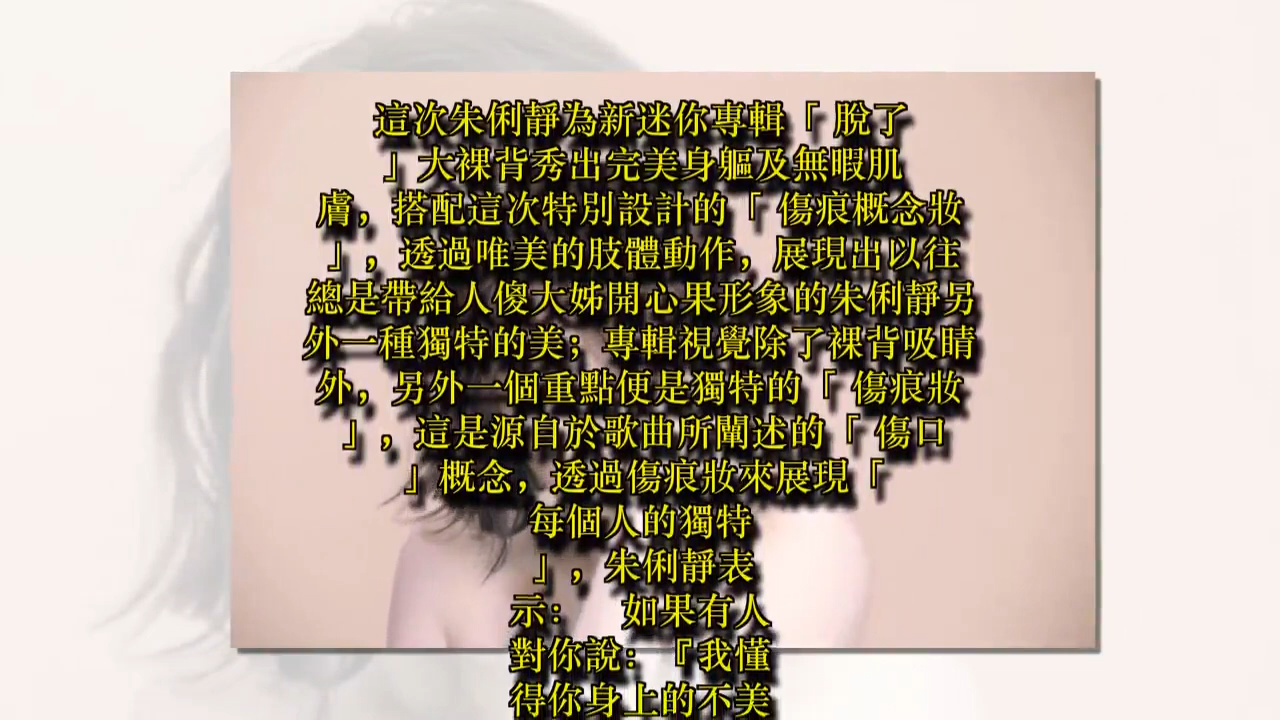 這次朱俐靜為新迷你專輯「 脫了
」大裸背秀出完美身軀及無暇肌
膚，搭配這次特別設計的「 傷痕概念妝
」，透過唯美的肢體動作，展現出以往
總是帶給人傻大姊開心果形象的朱俐靜另
外一種獨特的美；專輯視覺除了裸背吸睛
外，另外一個重點便是獨特的「 傷痕妝
」，這是源自於歌曲所闡述的「 傷口
」概念，透過傷痕妝來展現「
每個人的獨特
」，朱俐靜表
示： 如果有人
對你說：『我懂
得你身上的不美